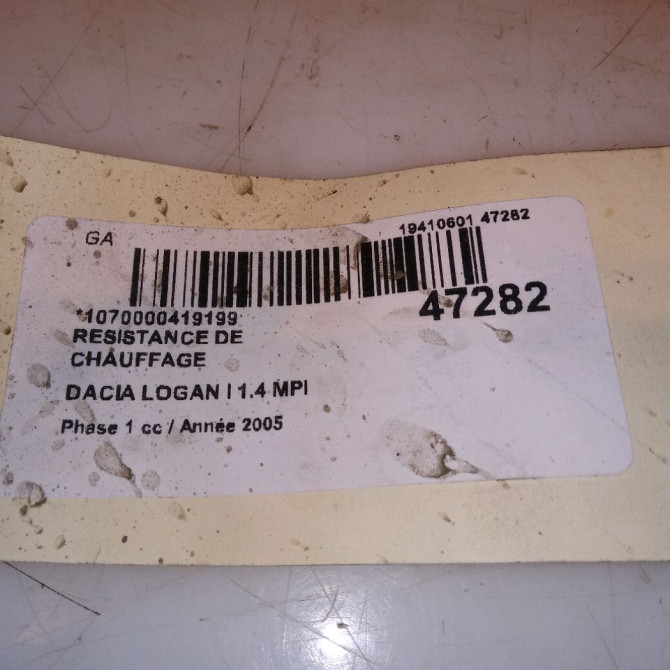 GA
19410601 47282
47282
*1070000419199
RESISTANCE DE
CHAUFFAGE
DACIA LOGAN I 1.4 MPI
Phase 1 cc / Année 2005